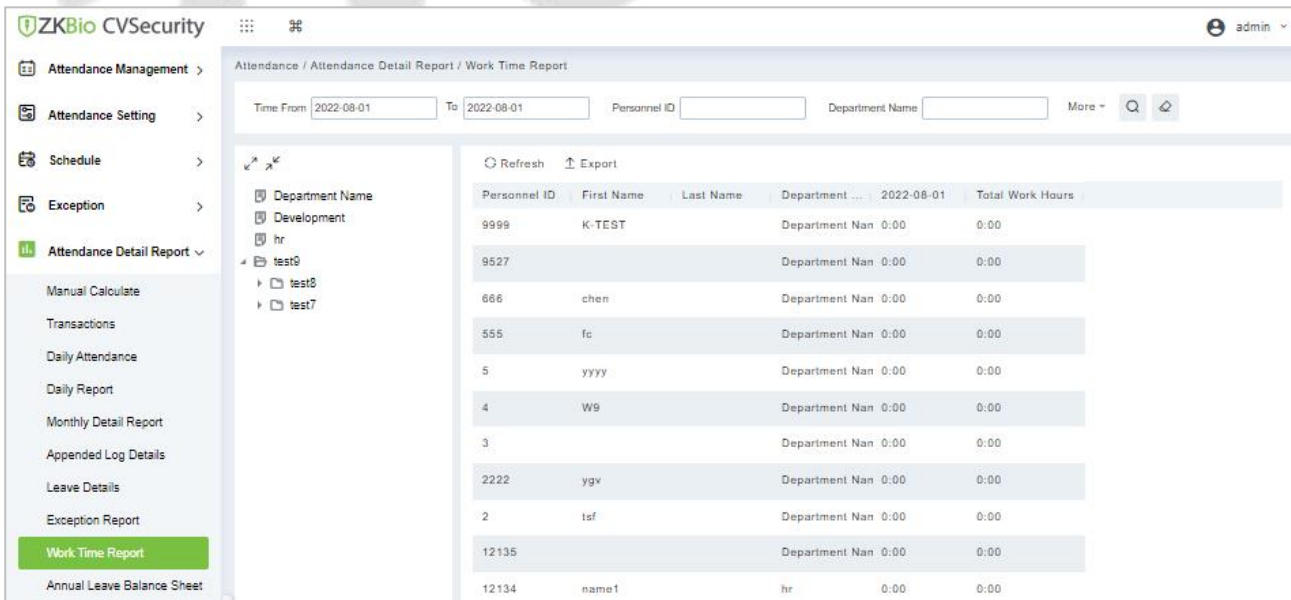 ZKBio CVSecurity
admin
Attendance Management
Attendance Setting
Schedule
Exception
Attendance Detail Report
Manual Calculate
Transactions
Daily Attendance
Daily Report
Monthly Detail Report
Appended Log Details
Leave Details
Exception Report
Work Time Report
Annual Leave Balance Sheet
Attendance / Attendance Detail Report / Work Time Report
Time From 2022-08-01 To 2022-08-01 Personnel ID Department Name More
Department Name
Development
hr
test9
test8
test7
Refresh Export
Personnel ID First Name Last Name Department ... 2022-08-01 Total Work Hours
9999 K-TEST Department Nan 0:00 0:00
9527 Department Nan 0:00 0:00
666 chen Department Nan 0:00 0:00
555 fc Department Nan 0:00 0:00
5 yyyy Department Nan 0:00 0:00
4 W9 Department Nan 0:00 0:00
3 Department Nan 0:00 0:00
2222 ygv Department Nan 0:00 0:00
2 tsf Department Nan 0:00 0:00
12135 Department Nan 0:00 0:00
12134 name1 hr 0:00 0:00